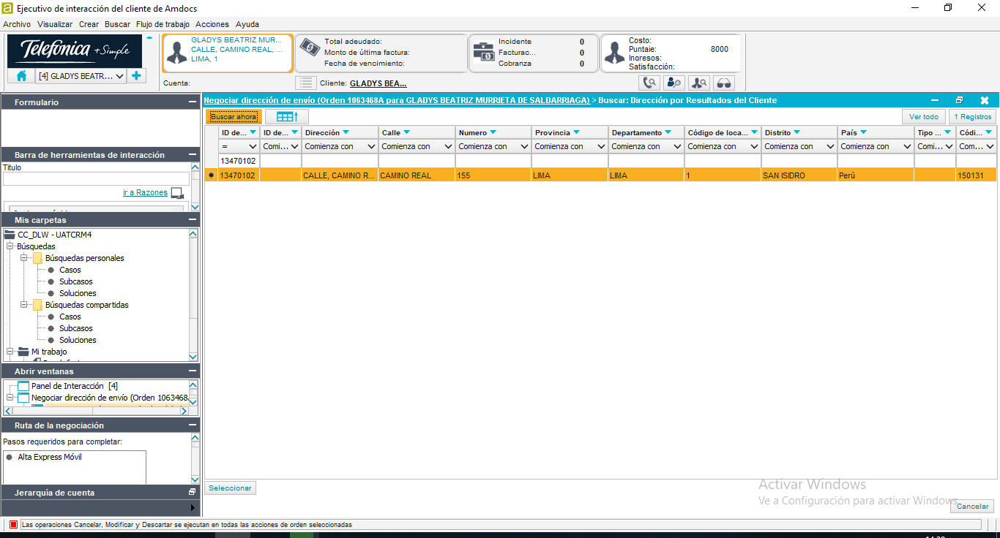 Ejecutivo de interacción del cliente de Amdocs
Archivo Visualizar Crear Buscar Flujo de trabajo Acciones Ayuda
Telefónica +Simple
[4] GLADYS BEATR...
GLADYS BEATRIZ MUR...
CALLE, CAMINO REAL, ...
LIMA, 1
Cuenta:
Total adeudado:
Monto de última factura:
Fecha de vencimiento:
Cliente: GLADYS BEA...
Incidente 0
Facturac... 0
Cobranza 0
Costo:
Puntaje: 8000
Ingresos:
Satisfacción:
Formulario
Barra de herramientas de interacción
Título
ir a Razones
Mis carpetas
CC_DLW - UATCRM4
Búsquedas
Búsquedas personales
Casos
Subcasos
Soluciones
Búsquedas compartidas
Casos
Subcasos
Soluciones
Mi trabajo
Abrir ventanas
Panel de Interacción [4]
Negociar dirección de envío (Orden 1063468
Ruta de la negociación
Pasos requeridos para completar:
Alta Express Móvil
Jerarquía de cuenta
Negociar dirección de envío (Orden 1063468A para GLADYS BEATRIZ MURRIETA DE SALDARRIAGA) > Buscar: Dirección por Resultados del Cliente
Buscar ahora Ver todo 1 Registros
ID de... ID de... Dirección Calle Numero Provincia Departamento Código de loca... Distrito País Tipo ... Códi...
= Comi... Comienza con Comienza con Comienza con Comienza con Comienza con Comienza con Comienza con Comienza con Comi... Com...
13470102
13470102 CALLE, CAMINO R... CAMINO REAL 155 LIMA LIMA 1 SAN ISIDRO Perú 150131
Seleccionar
Activar Windows
Ve a Configuración para activar Windows.
Cancelar
Las operaciones Cancelar, Modificar y Descartar se ejecutan en todas las acciones de orden seleccionadas